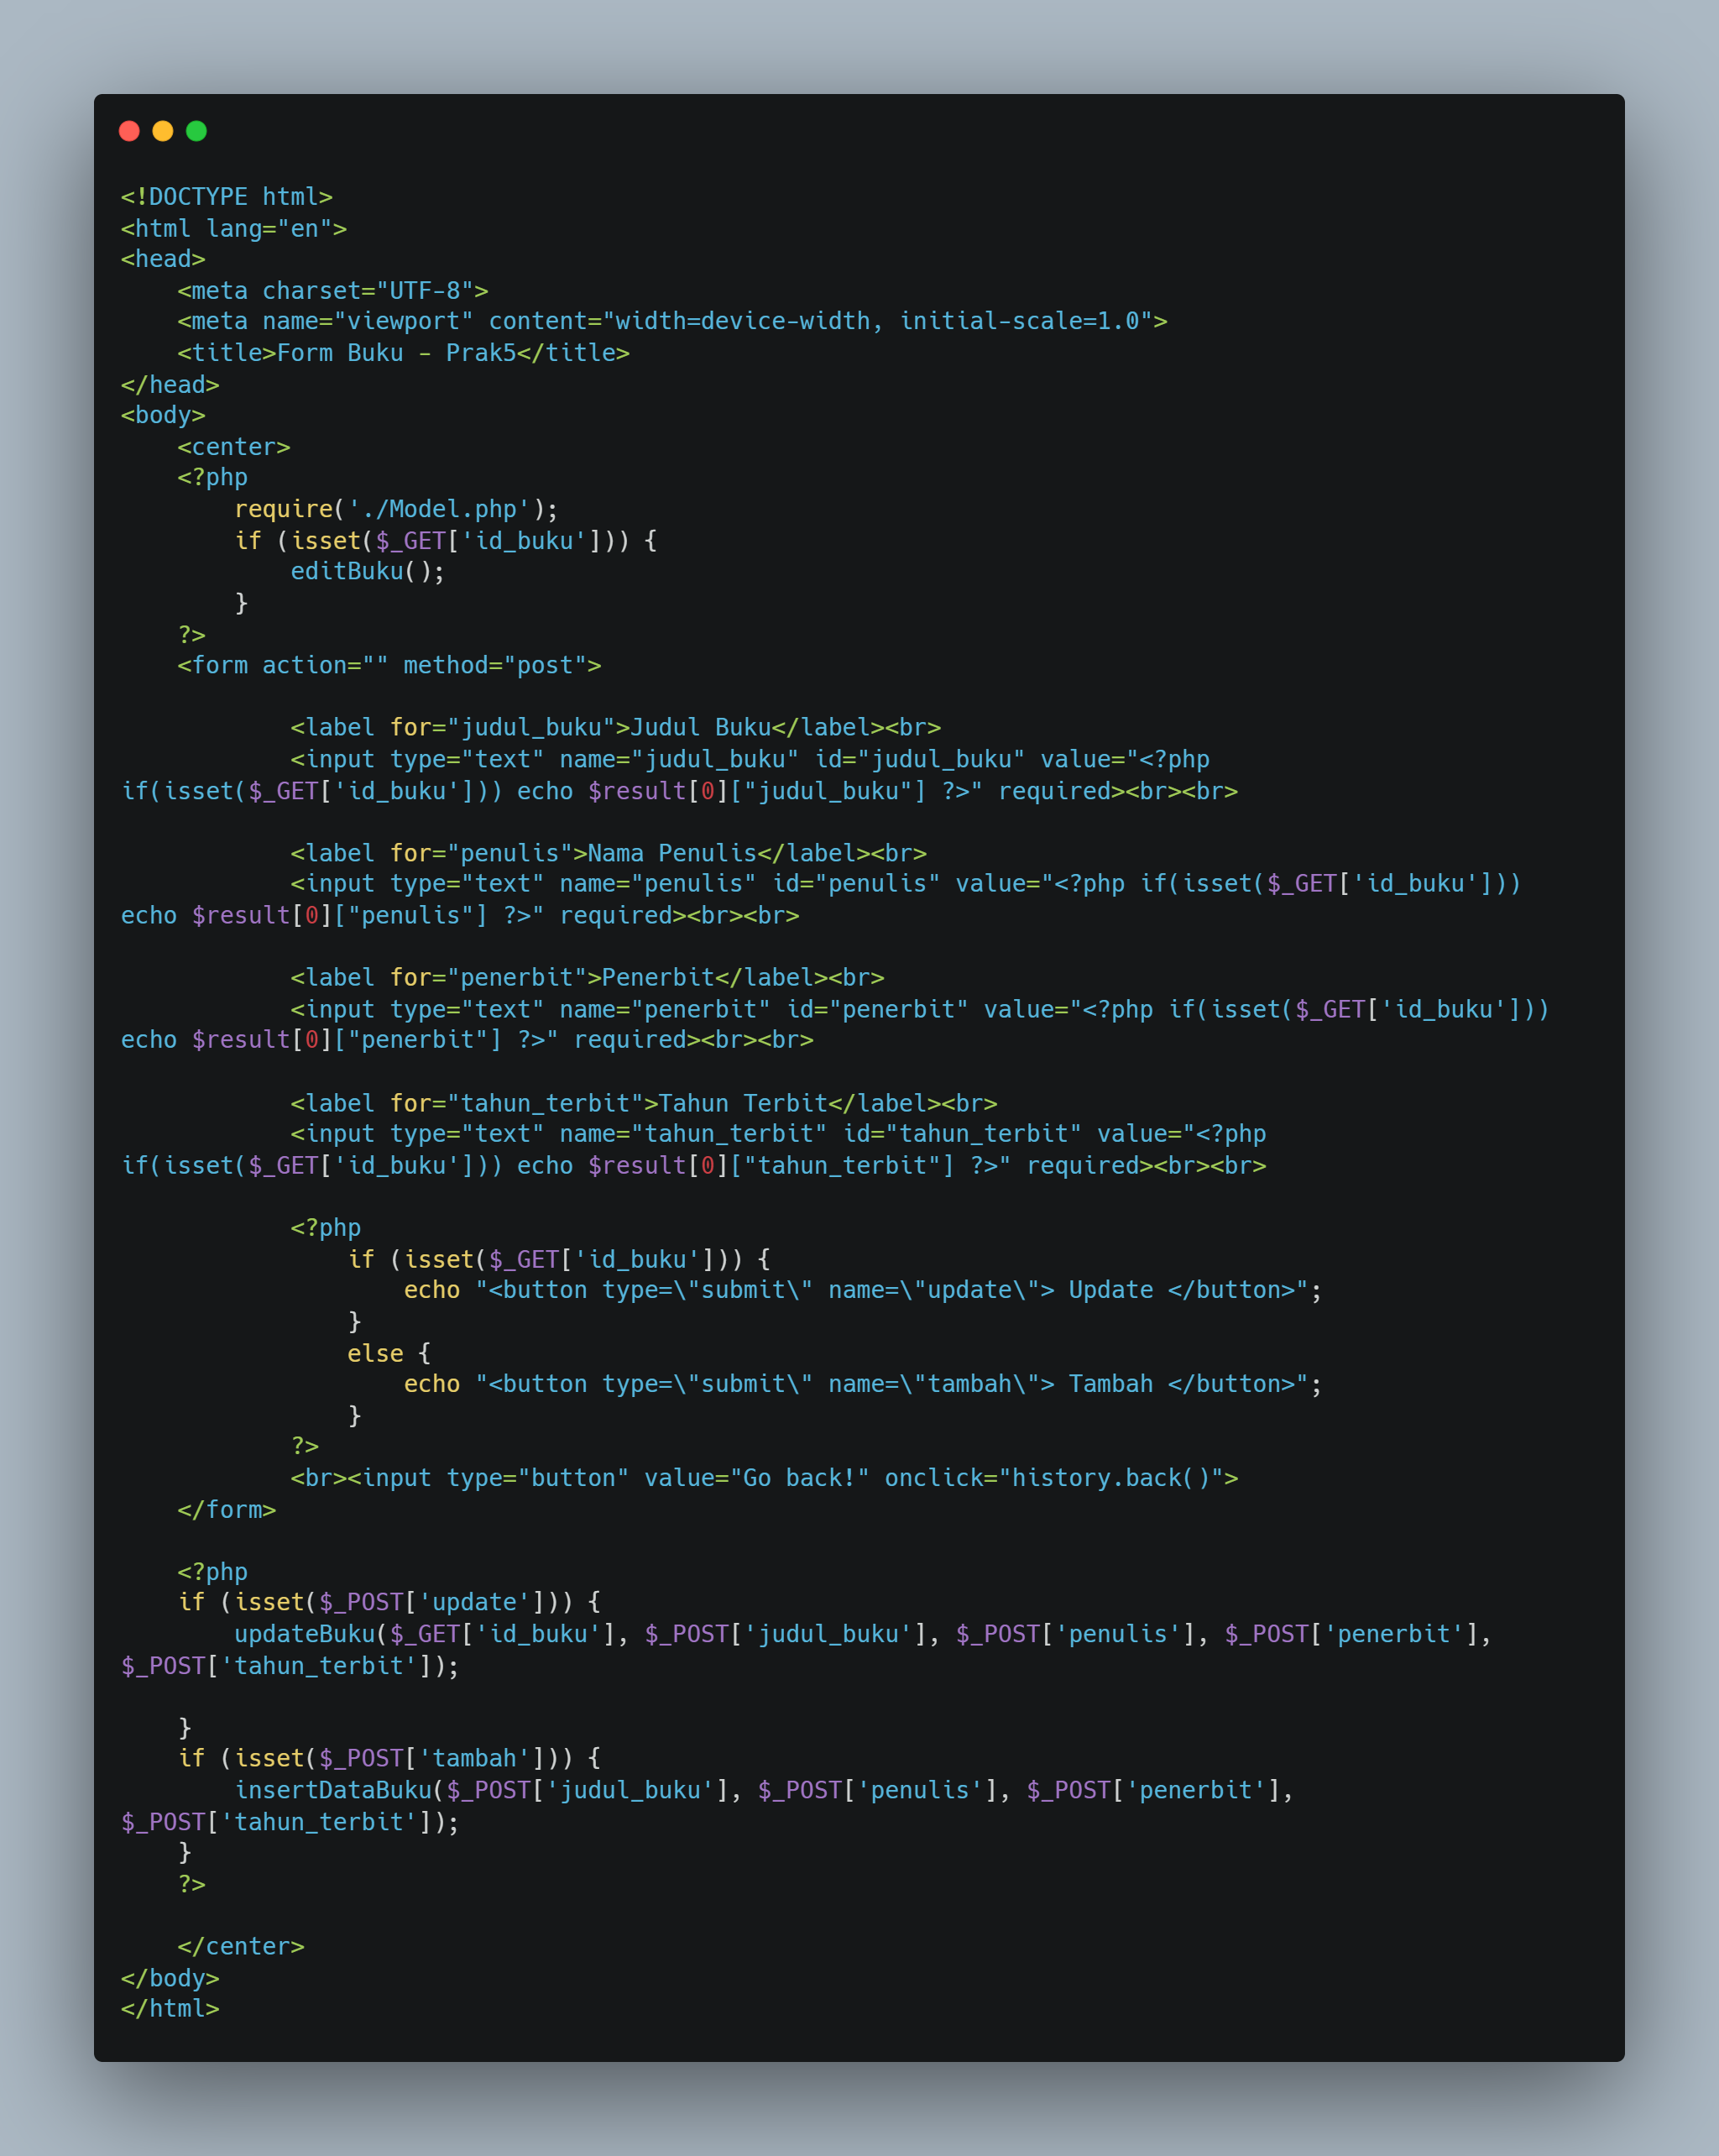 <!DOCTYPE html>
<html lang="en">
<head>
    <meta charset="UTF-8">
    <meta name="viewport" content="width=device-width, initial-scale=1.0">
    <title>Form Buku - Prak5</title>
</head>
<body>
    <center>
    <?php
        require('./Model.php');
        if (isset($_GET['id_buku'])) {
            editBuku();
        }
    ?>
    <form action="" method="post">

            <label for="judul_buku">Judul Buku</label><br>
            <input type="text" name="judul_buku" id="judul_buku" value="<?php
if(isset($_GET['id_buku'])) echo $result[0]["judul_buku"] ?>" required><br><br>

            <label for="penulis">Nama Penulis</label><br>
            <input type="text" name="penulis" id="penulis" value="<?php if(isset($_GET['id_buku']))
echo $result[0]["penulis"] ?>" required><br><br>

            <label for="penerbit">Penerbit</label><br>
            <input type="text" name="penerbit" id="penerbit" value="<?php if(isset($_GET['id_buku']))
echo $result[0]["penerbit"] ?>" required><br><br>

            <label for="tahun_terbit">Tahun Terbit</label><br>
            <input type="text" name="tahun_terbit" id="tahun_terbit" value="<?php
if(isset($_GET['id_buku'])) echo $result[0]["tahun_terbit"] ?>" required><br><br>

            <?php
                if (isset($_GET['id_buku'])) {
                    echo "<button type=\"submit\" name=\"update\"> Update </button>";
                }
                else {
                    echo "<button type=\"submit\" name=\"tambah\"> Tambah </button>";
                }
            ?>
            <br><input type="button" value="Go back!" onclick="history.back()">
    </form>

    <?php
    if (isset($_POST['update'])) {
        updateBuku($_GET['id_buku'], $_POST['judul_buku'], $_POST['penulis'], $_POST['penerbit'],
$_POST['tahun_terbit']);

    }
    if (isset($_POST['tambah'])) {
        insertDataBuku($_POST['judul_buku'], $_POST['penulis'], $_POST['penerbit'],
$_POST['tahun_terbit']);
    }
    ?>

    </center>
</body>
</html>